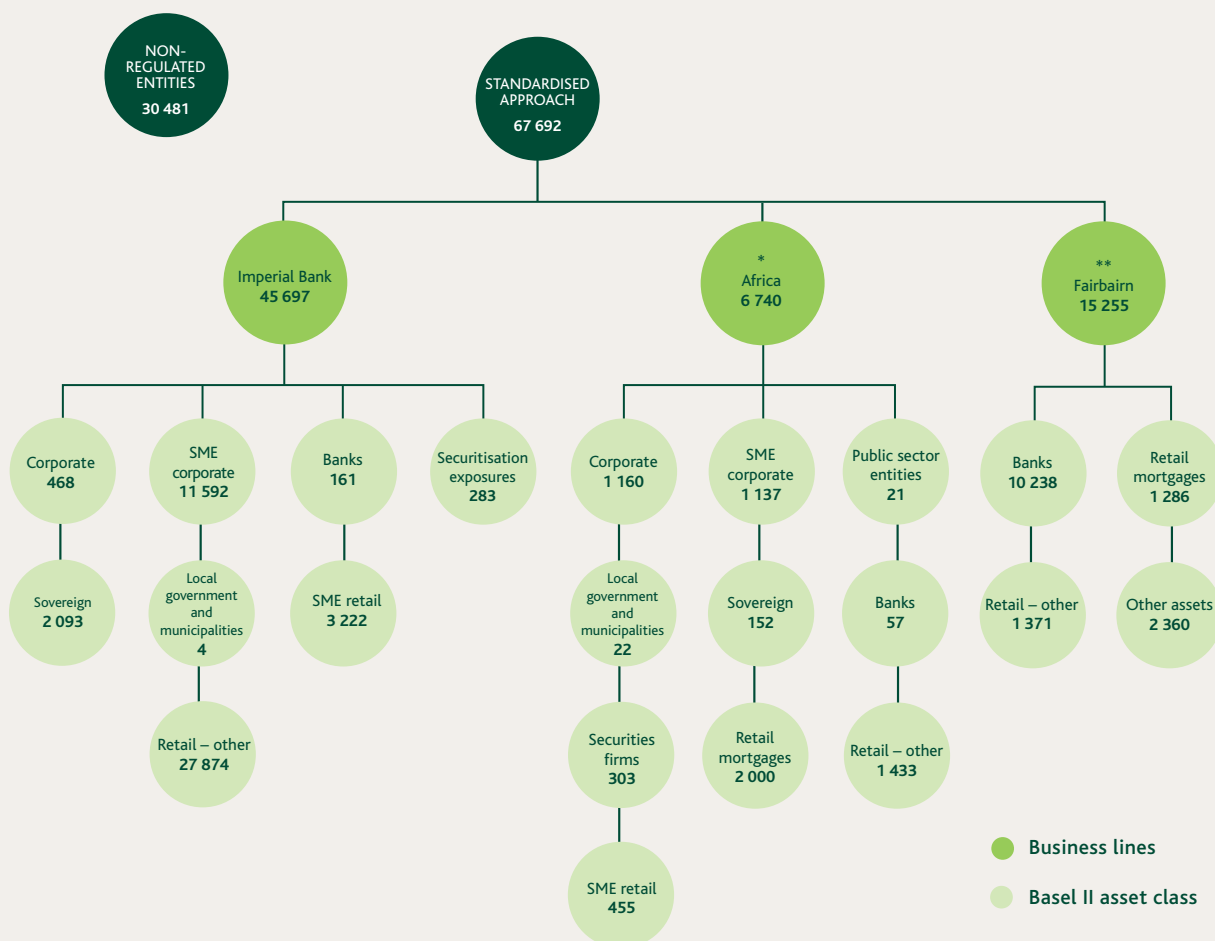 NON-
REGULATED
ENTITIES
30 481
STANDARDISED
APPROACH
67 692
Imperial Bank
45 697
*
Africa
6 740
**
Fairbairn
15 255
Corporate
468
SME
corporate
11 592
Banks
161
Securitisation
exposures
283
Corporate
1 160
SME
corporate
1 137
Public sector
entities
21
Banks
10 238
Retail
mortgages
1 286
Sovereign
2 093
Local
government
and
municipalities
4
SME retail
3 222
Local
government
and
municipalities
22
Sovereign
152
Banks
57
Retail – other
1 371
Other assets
2 360
Retail – other
27 874
Securities
firms
303
Retail
mortgages
2 000
Retail – other
1 433
SME retail
455
Business lines
Basel II asset class